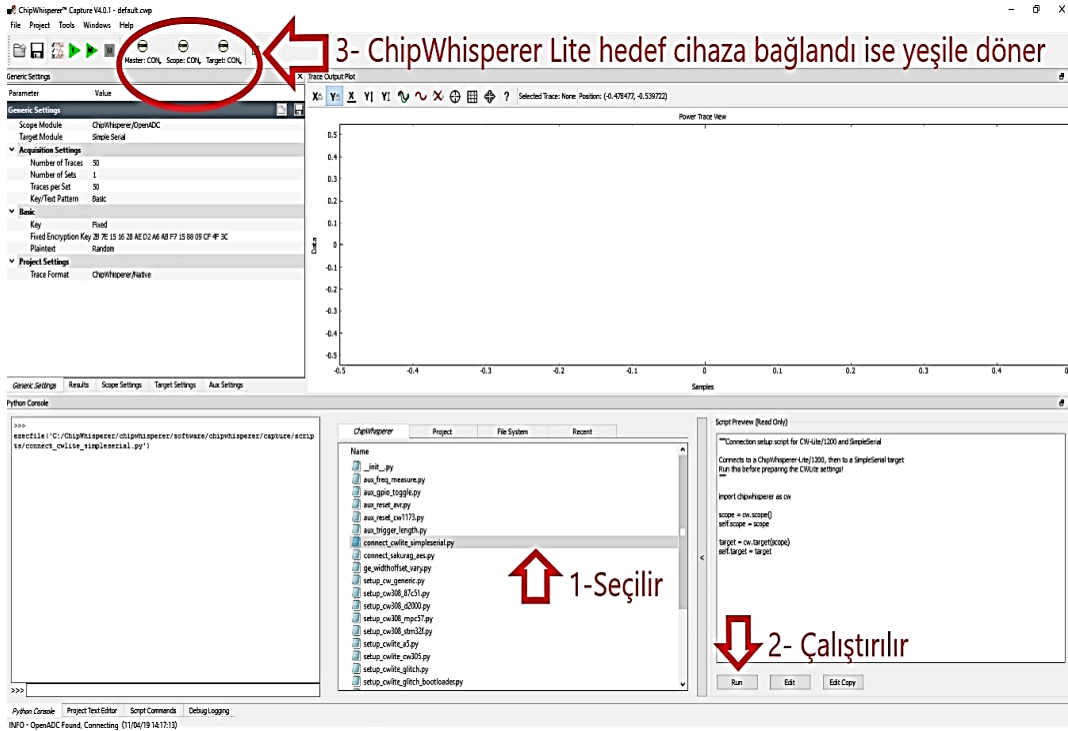 ChipWhisperer™ Capture V4.0.1 - default.cwp
File Project Tools Windows Help
Master: CON, Scope: CON, Target: CON,
3- ChipWhisperer Lite hedef cihaza bağlandı ise yeşile döner
Generic Settings
Parameter Value
Generic Settings
Scope Module ChipWhisperer/OpenADC
Target Module Simple Serial
Acquisition Settings
Number of Traces 50
Number of Sets 1
Traces per Set 50
Key/Text Pattern Basic
Basic
Key Fixed
Fixed Encryption Key 2B 7E 15 16 28 AE D2 A6 AB F7 15 88 09 CF 4F 3C
Plaintext Random
Project Settings
Trace Format ChipWhisperer/Native
Generic Settings Results Scope Settings Target Settings Aux Settings
Trace Output Plot
Selected Trace: None Position: (-0.478477, -0.539722)
Power Trace View
Data
0.5
0.4
0.3
0.2
0.1
0
-0.1
-0.2
-0.3
-0.4
-0.5
-0.5 -0.4 -0.3 -0.2 -0.1 0 0.1 0.2 0.3 0.4
Samples
Python Console
>>>
execfile('C:/ChipWhisperer/chipwhisperer/software/chipwhisperer/capture/scrip
ts/connect_cwlite_simpleserial.py')
>>>
ChipWhisperer Project File System Recent
Name
__init__.py
aux_freq_measure.py
aux_gpio_toggle.py
aux_reset_avr.py
aux_reset_cw1173.py
aux_trigger_length.py
connect_cwlite_simpleserial.py
connect_sakurag_aes.py
ge_widthoffset_vary.py
setup_cw_generic.py
setup_cw308_87c51.py
setup_cw308_d2000.py
setup_cw308_mpc57.py
setup_cw308_stm32f.py
setup_cwlite_a5.py
setup_cwlite_cw305.py
setup_cwlite_glitch.py
setup_cwlite_glitch_bootloader.py
1-Seçilir
<
Script Preview (Read Only)
"""Connection setup script for CW-Lite/1200 and SimpleSerial
Connects to a ChipWhisperer-Lite/1200, then to a SimpleSerial target
Run this before preparing the CWLite settings!
"""
import chipwhisperer as cw
scope = cw.scope()
self.scope = scope
target = cw.target(scope)
self.target = target
2- Çalıştırılır
Run Edit Edit Copy
Python Console Project Text Editor Script Commands Debug Logging
INFO - OpenADC Found, Connecting (11/04/19 14:17:13)